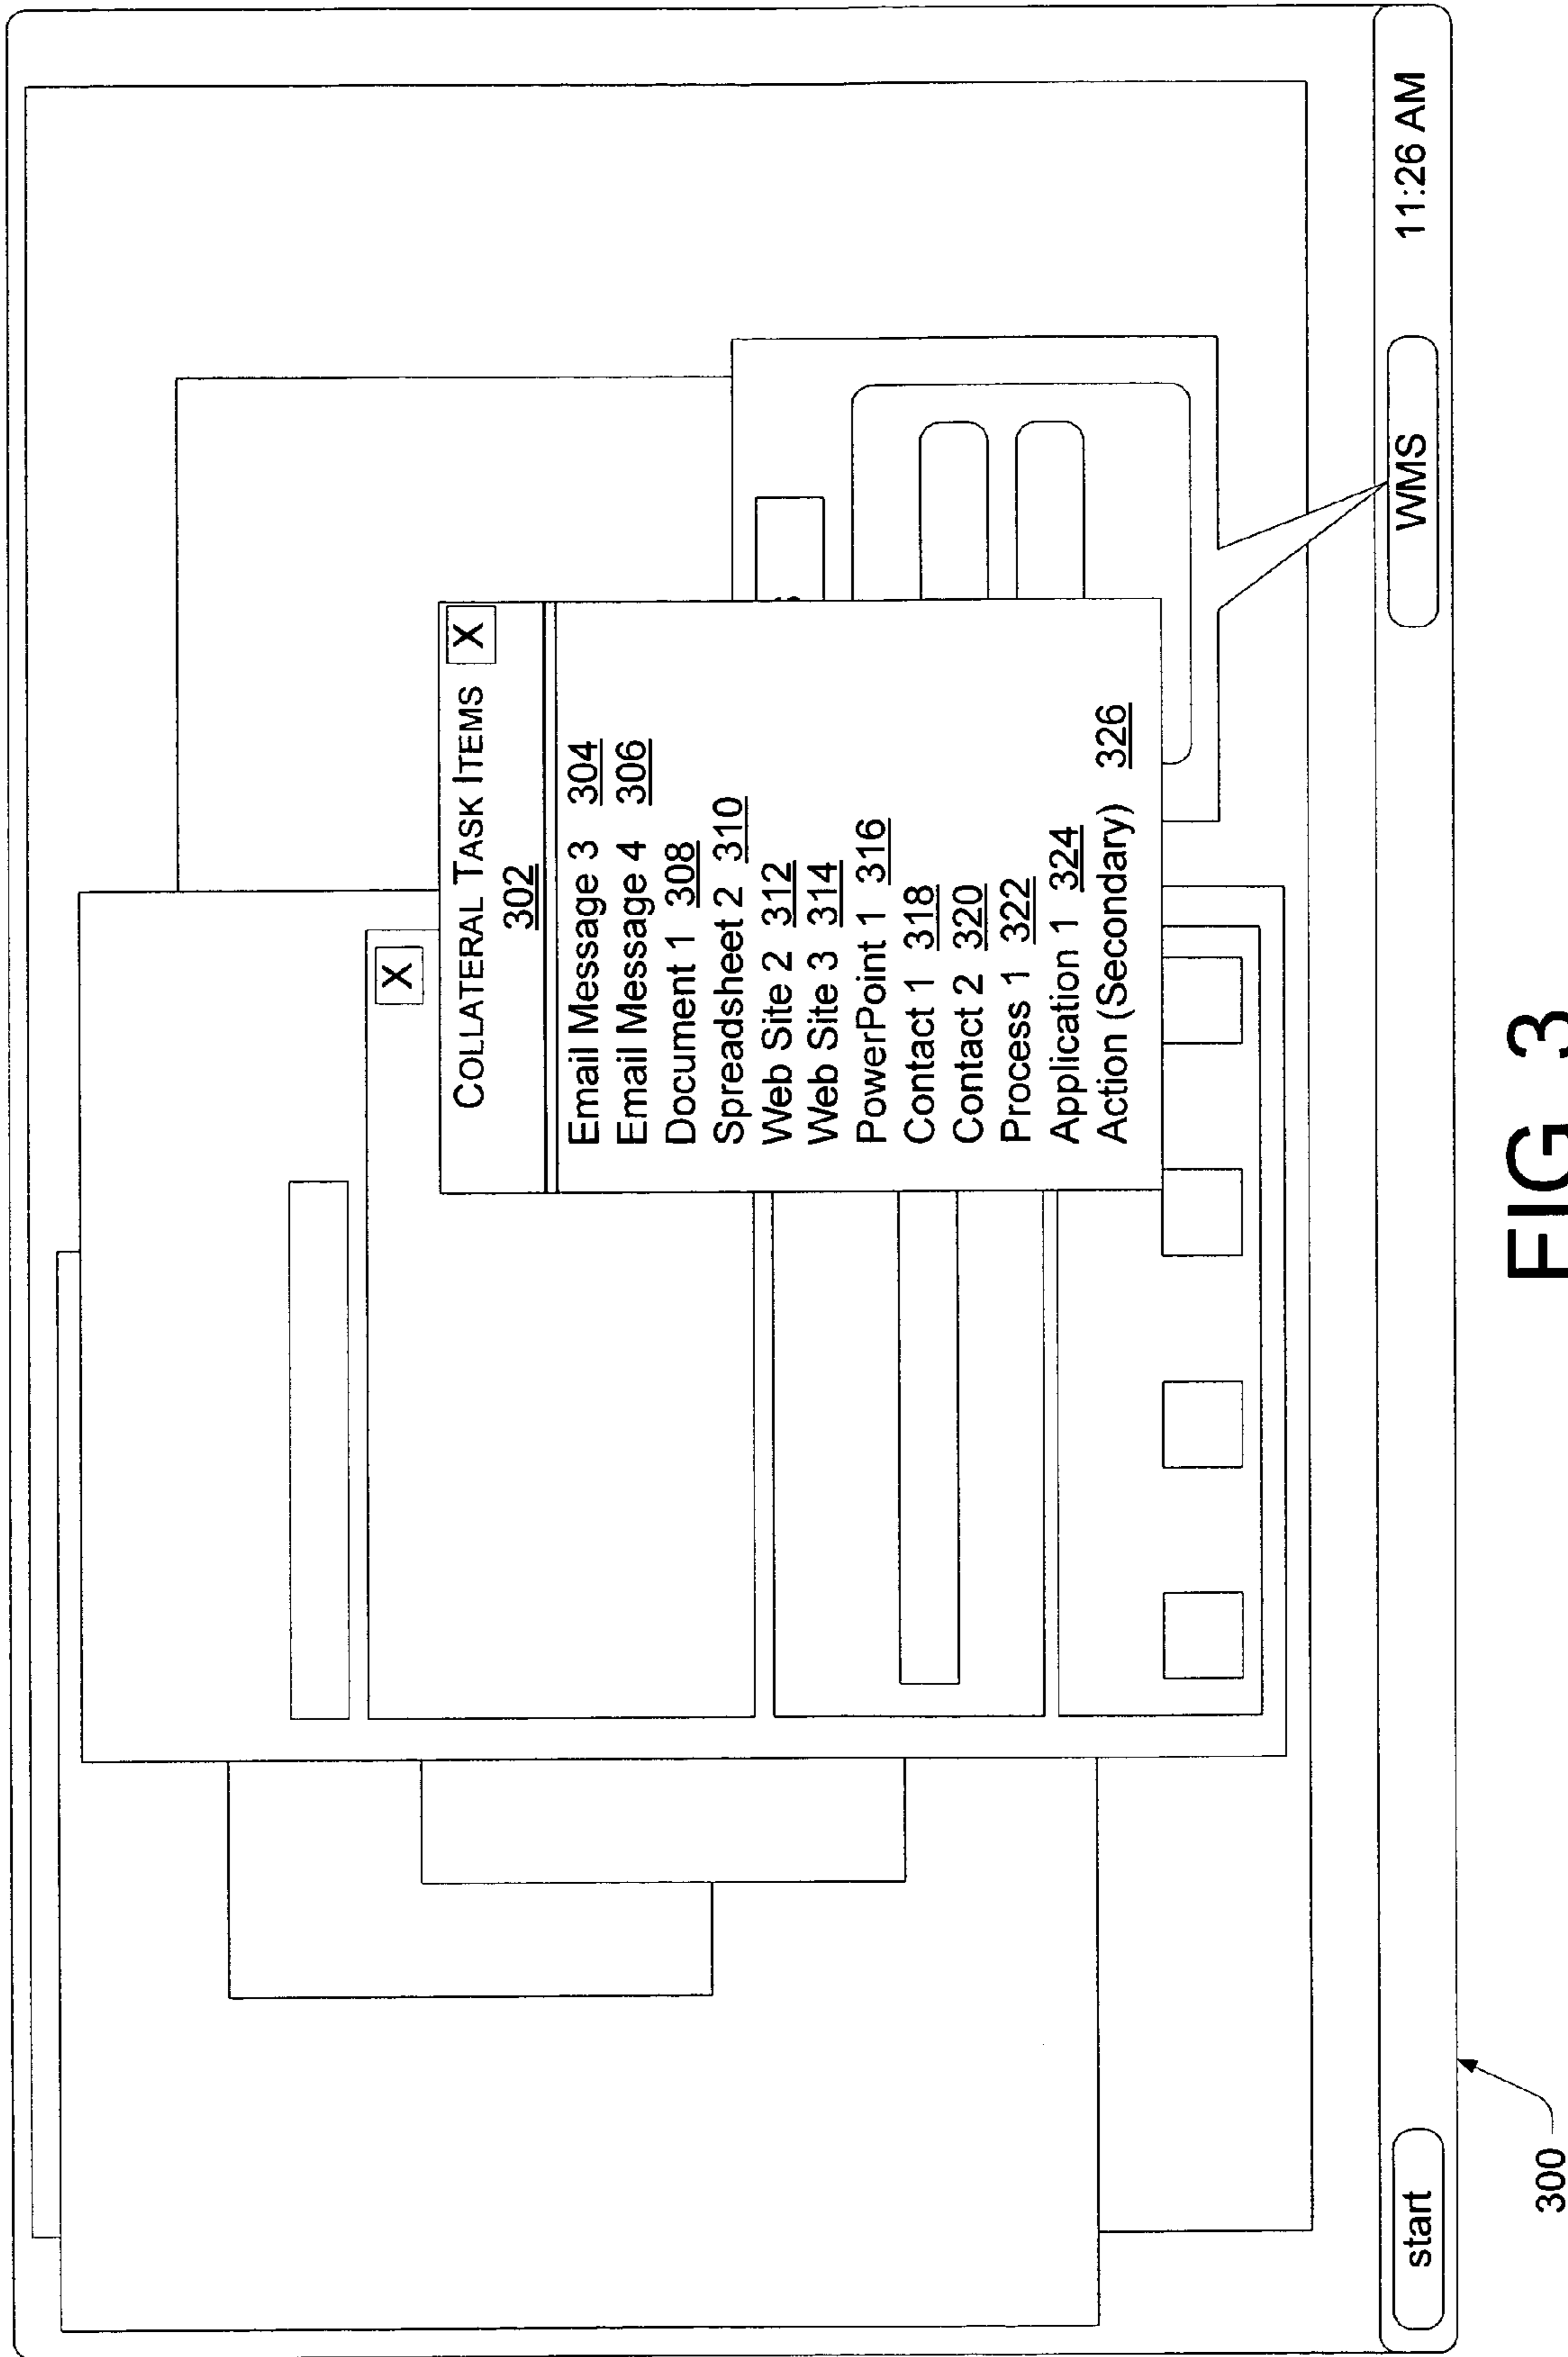 X
COLLATERAL TASK ITEMS X
302
Email Message 3 304
Email Message 4 306
Document 1 308
Spreadsheet 2 310
Web Site 2 312
Web Site 3 314
PowerPoint 1 316
Contact 1 318
Contact 2 320
Process 1 322
Application 1 324
Action (Secondary) 326
start WMS 11:26 AM
300
FIG 3